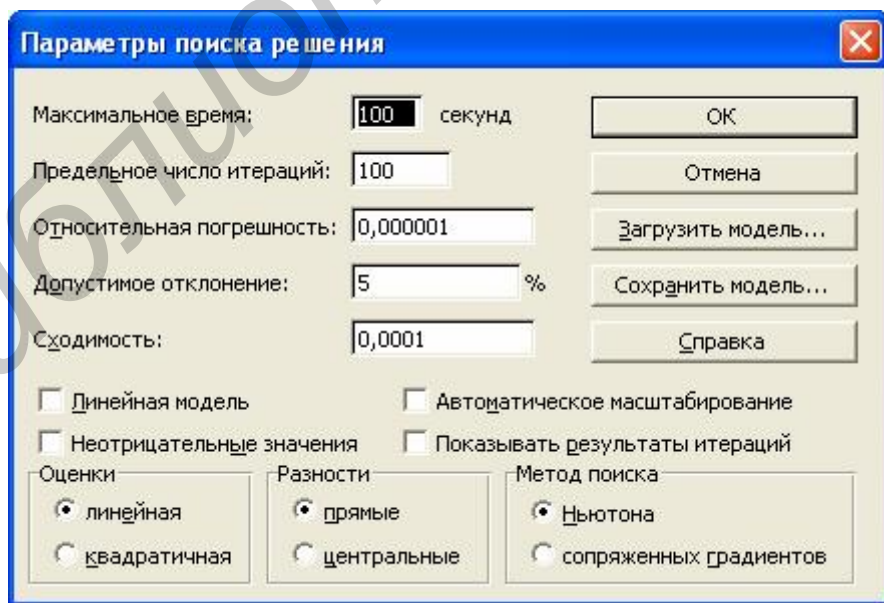 Параметры поиска решения
Максимальное время: 100 секунд
ОК
Предельное число итераций: 100
Отмена
Относительная погрешность: 0,000001
Загрузить модель...
Допустимое отклонение: 5 %
Сохранить модель...
Сходимость: 0,0001
Справка
Линейная модель
Автоматическое масштабирование
Неотрицательные значения
Показывать результаты итераций
Оценки
Разности
Метод поиска
линейная
прямые
Ньютона
квадратичная
центральные
сопряженных градиентов